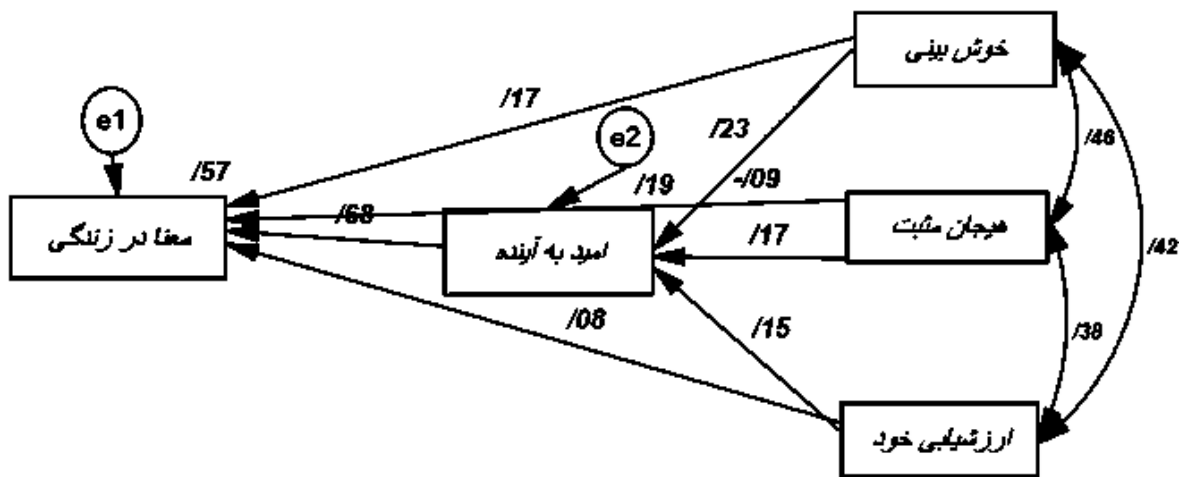 خوش بینی
/17
e1
e2
/23
/46
/57
/19
-/09
معنا در زندگی
/68
امید به آینده
/17
هیجان مثبت
/42
/08
/15
/38
ارزشیابی خود